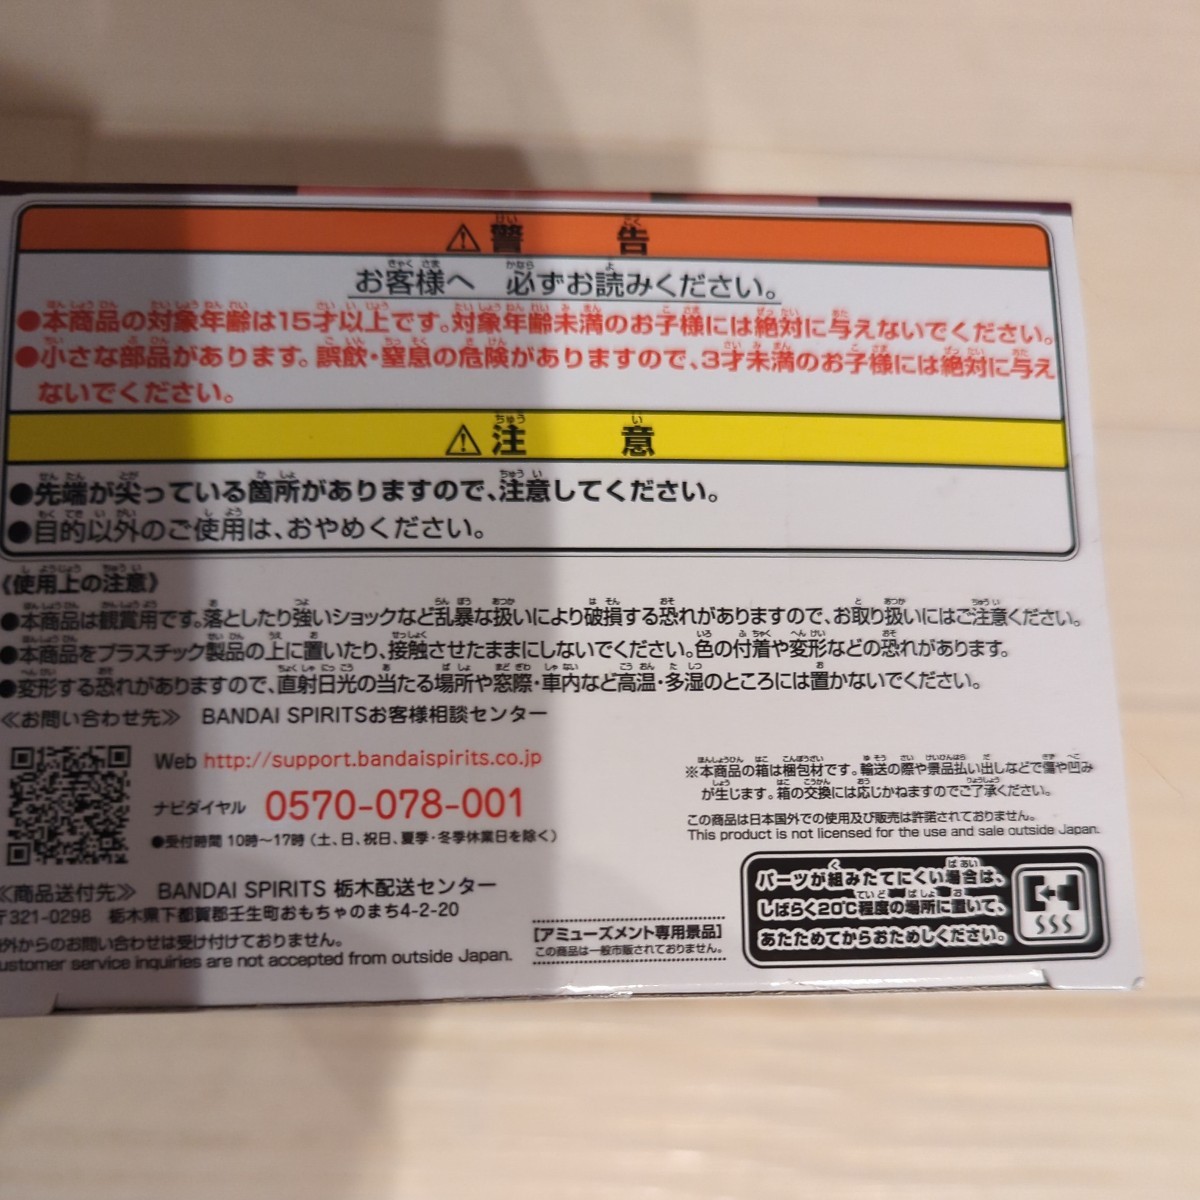 ⚠警告
お客様へ 必ずお読みください。
●本商品の対象年齢は15才以上です。対象年齢未満のお子様には絶対に与えないでください。
●小さな部品があります。誤飲・窒息の危険がありますので、3才未満のお子様には絶対に与え
ないでください。
⚠注意
●先端が尖っている箇所がありますので、注意してください。
●目的以外のご使用は、おやめください。
《使用上の注意》
●本商品は観賞用です。落としたり強いショックなど乱暴な扱いにより破損する恐れがありますので、お取り扱いにはご注意ください。
●本商品をプラスチック製品の上に置いたり、接触させたままにしないでください。色の付着や変形などの恐れがあります。
●変形する恐れがありますので、直射日光の当たる場所や窓際・車内など高温・多湿のところには置かないでください。
≪お問い合わせ先≫ BANDAI SPIRITSお客様相談センター
Web http://support.bandaispirits.co.jp
ナビダイヤル 0570-078-001
●受付時間 10時～17時（土、日、祝日、夏季・冬季休業日を除く）
≪商品送付先≫ BANDAI SPIRITS 栃木配送センター
〒321-0298 栃木県下都賀郡壬生町おもちゃのまち4-2-20
外からのお問い合わせは受け付けておりません。
ustomer service inquiries are not accepted from outside Japan.
[アミューズメント専用景品]
この商品は一般市販されておりません。
※本商品の箱は梱包材です。輸送の際や景品払い出しなどで傷や凹み
が生じます。箱の交換には応じかねますのでご了承ください。
この商品は日本国外での使用及び販売は許諾されておりません。
This product is not licensed for the use and sale outside Japan.
パーツが組みたてにくい場合は、
しばらく20℃程度の場所に置いて、
あたためてからおためしください。